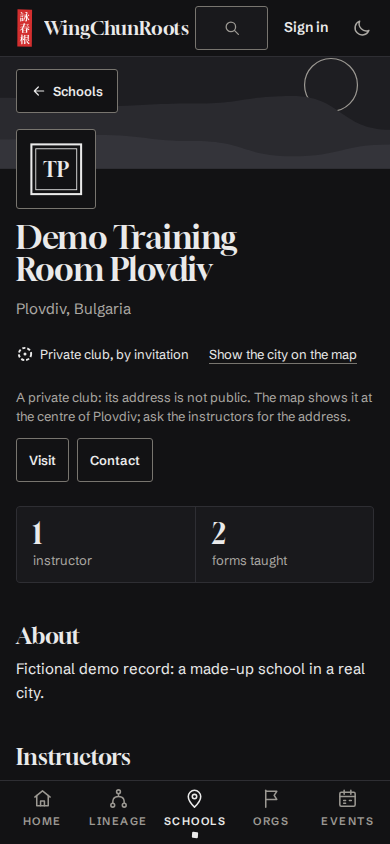 詠春根
WingChunRoots
Sign in
Schools
TP
Demo Training
Room Plovdiv
Plovdiv, Bulgaria
Private club, by invitation
Show the city on the map
A private club: its address is not public. The map shows it at
the centre of Plovdiv; ask the instructors for the address.
Visit
Contact
1
instructor
2
forms taught
About
Fictional demo record: a made-up school in a real
city.
Instructors
HOME
LINEAGE
SCHOOLS
ORGS
EVENTS